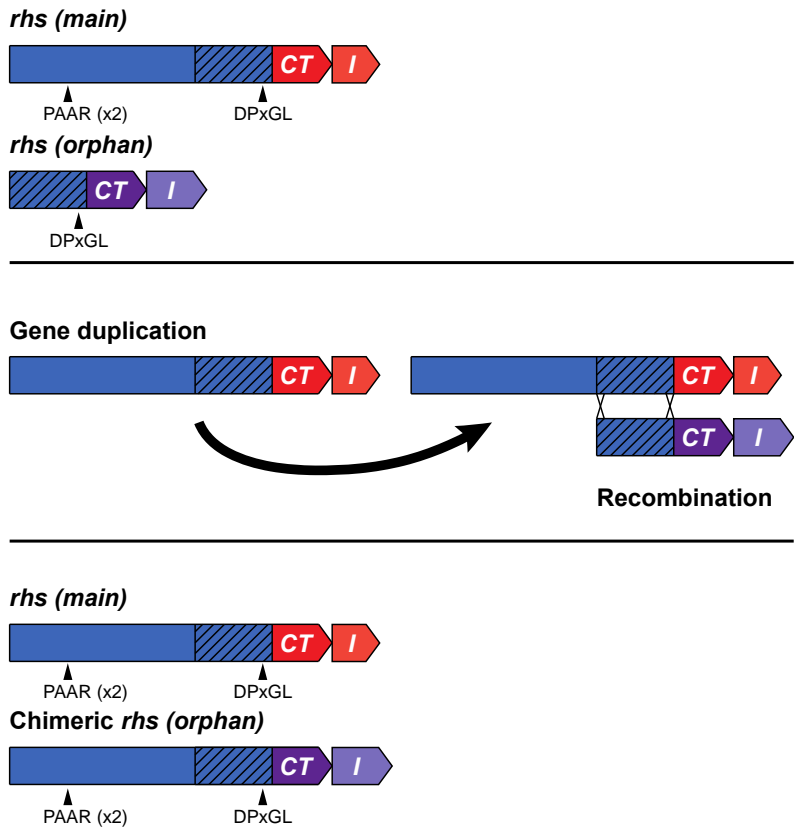 rhs (main)
CT I
PAAR (x2) DPxGL
rhs (orphan)
CT I
DPxGL
Gene duplication
CT I CT I
CT I
Recombination
rhs (main)
CT I
PAAR (x2) DPxGL
Chimeric rhs (orphan)
CT I
PAAR (x2) DPxGL